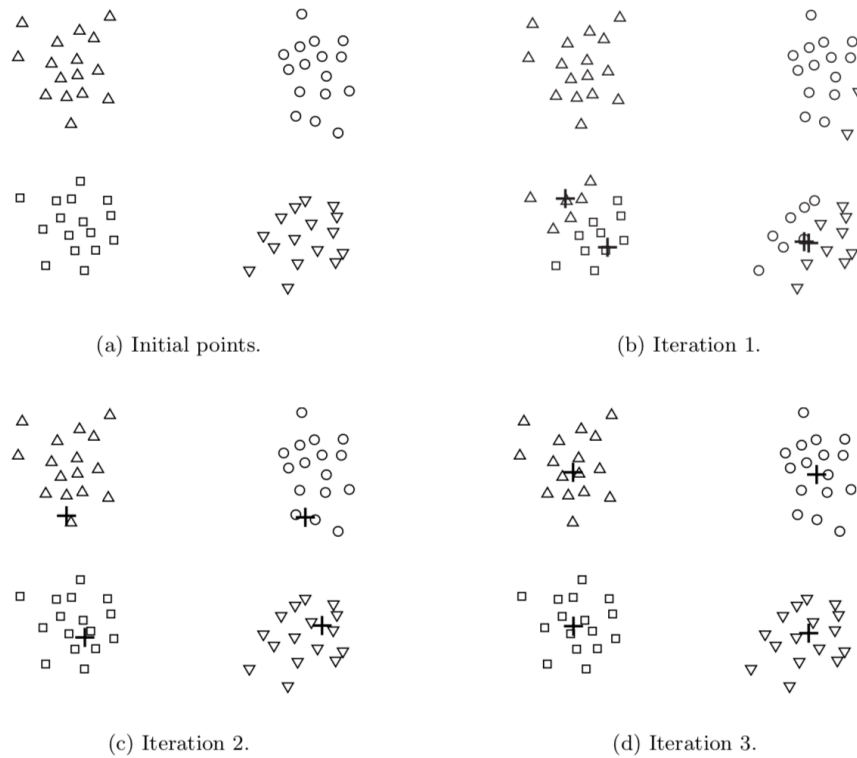 (a) Initial points.
(b) Iteration 1.
(c) Iteration 2.
(d) Iteration 3.